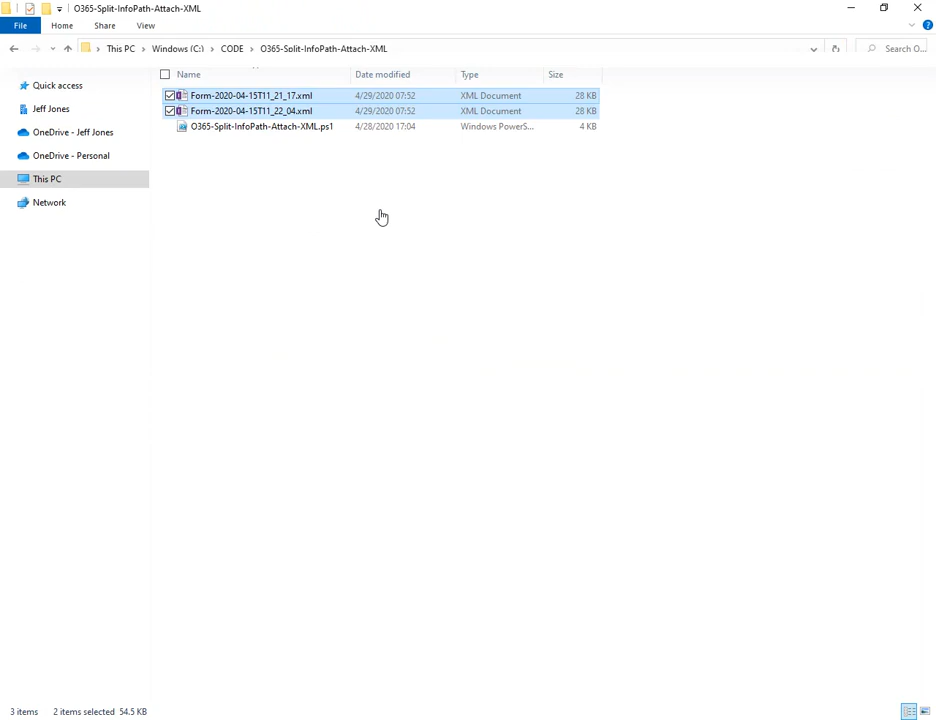 O365-Split-InfoPath-Attach-XML
File Home Share View
This PC Windows (C:) CODE O365-Split-InfoPath-Attach-XML Search O...
Name Date modified Type Size
Quick access
Jeff Jones
OneDrive - Jeff Jones
OneDrive - Personal
This PC
Network
Form-2020-04-15T11_21_17.xml 4/29/2020 07:52 XML Document 28 KB
Form-2020-04-15T11_22_04.xml 4/29/2020 07:52 XML Document 28 KB
O365-Split-InfoPath-Attach-XML.ps1 4/28/2020 17:04 Windows PowerS... 4 KB
3 items 2 items selected 54.5 KB